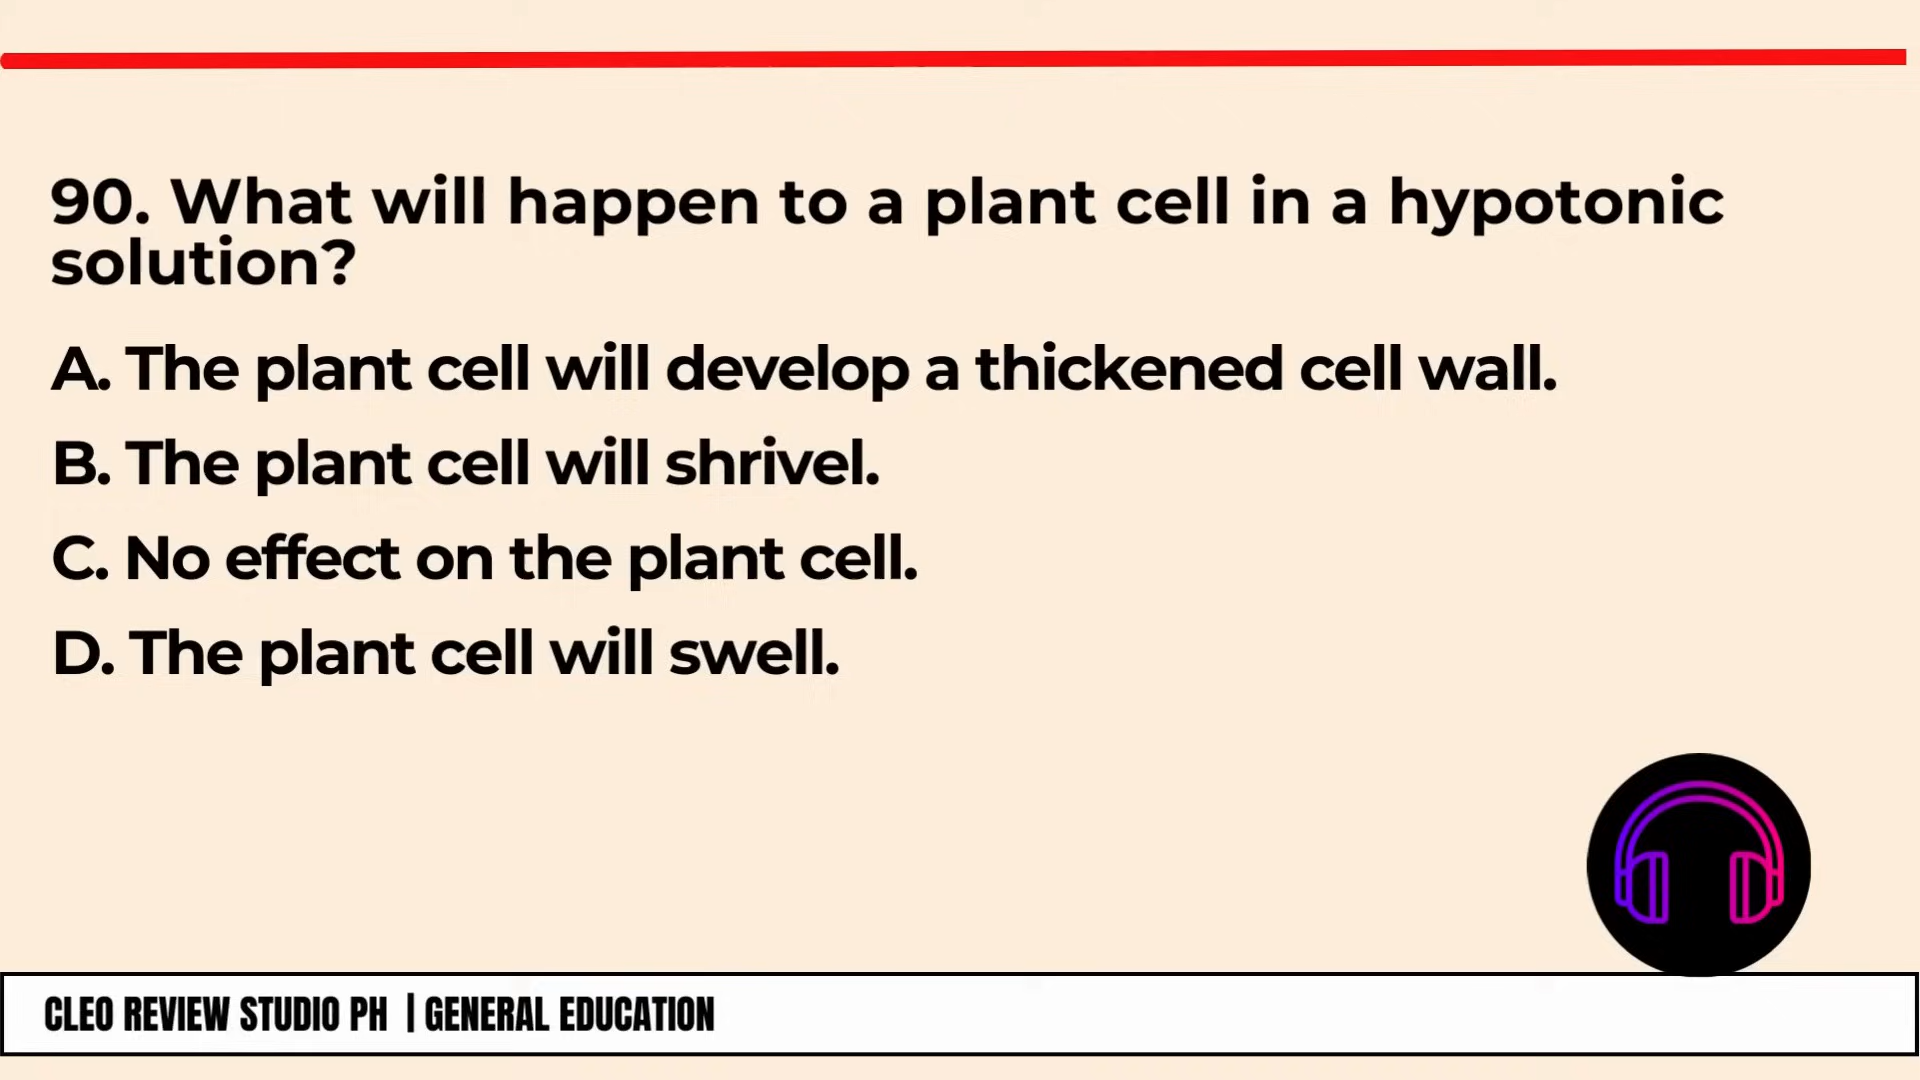 90. What will happen to a plant cell in a hypotonic
solution?
A. The plant cell will develop a thickened cell wall.
B. The plant cell will shrivel.
C. No effect on the plant cell.
D. The plant cell will swell.
CLEO REVIEW STUDIO PH | GENERAL EDUCATION